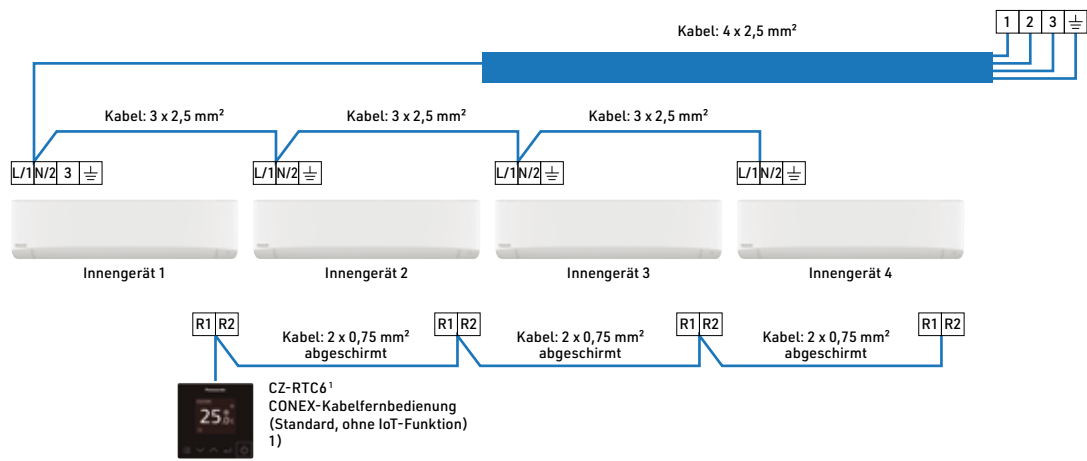 Kabel: 4 x 2,5 mm²
1 2 3
Kabel: 3 x 2,5 mm²
Kabel: 3 x 2,5 mm²
Kabel: 3 x 2,5 mm²
L/1 N/2 3
L/1 N/2
L/1 N/2
L/1 N/2
Innengerät 1
Innengerät 2
Innengerät 3
Innengerät 4
R1 R2
R1 R2
R1 R2
R1 R2
Kabel: 2 x 0,75 mm²
abgeschirmt
Kabel: 2 x 0,75 mm²
abgeschirmt
Kabel: 2 x 0,75 mm²
abgeschirmt
Panasonic
25.0
CZ-RTC6¹
CONEX-Kabelfernbedienung
(Standard, ohne IoT-Funktion)
1)